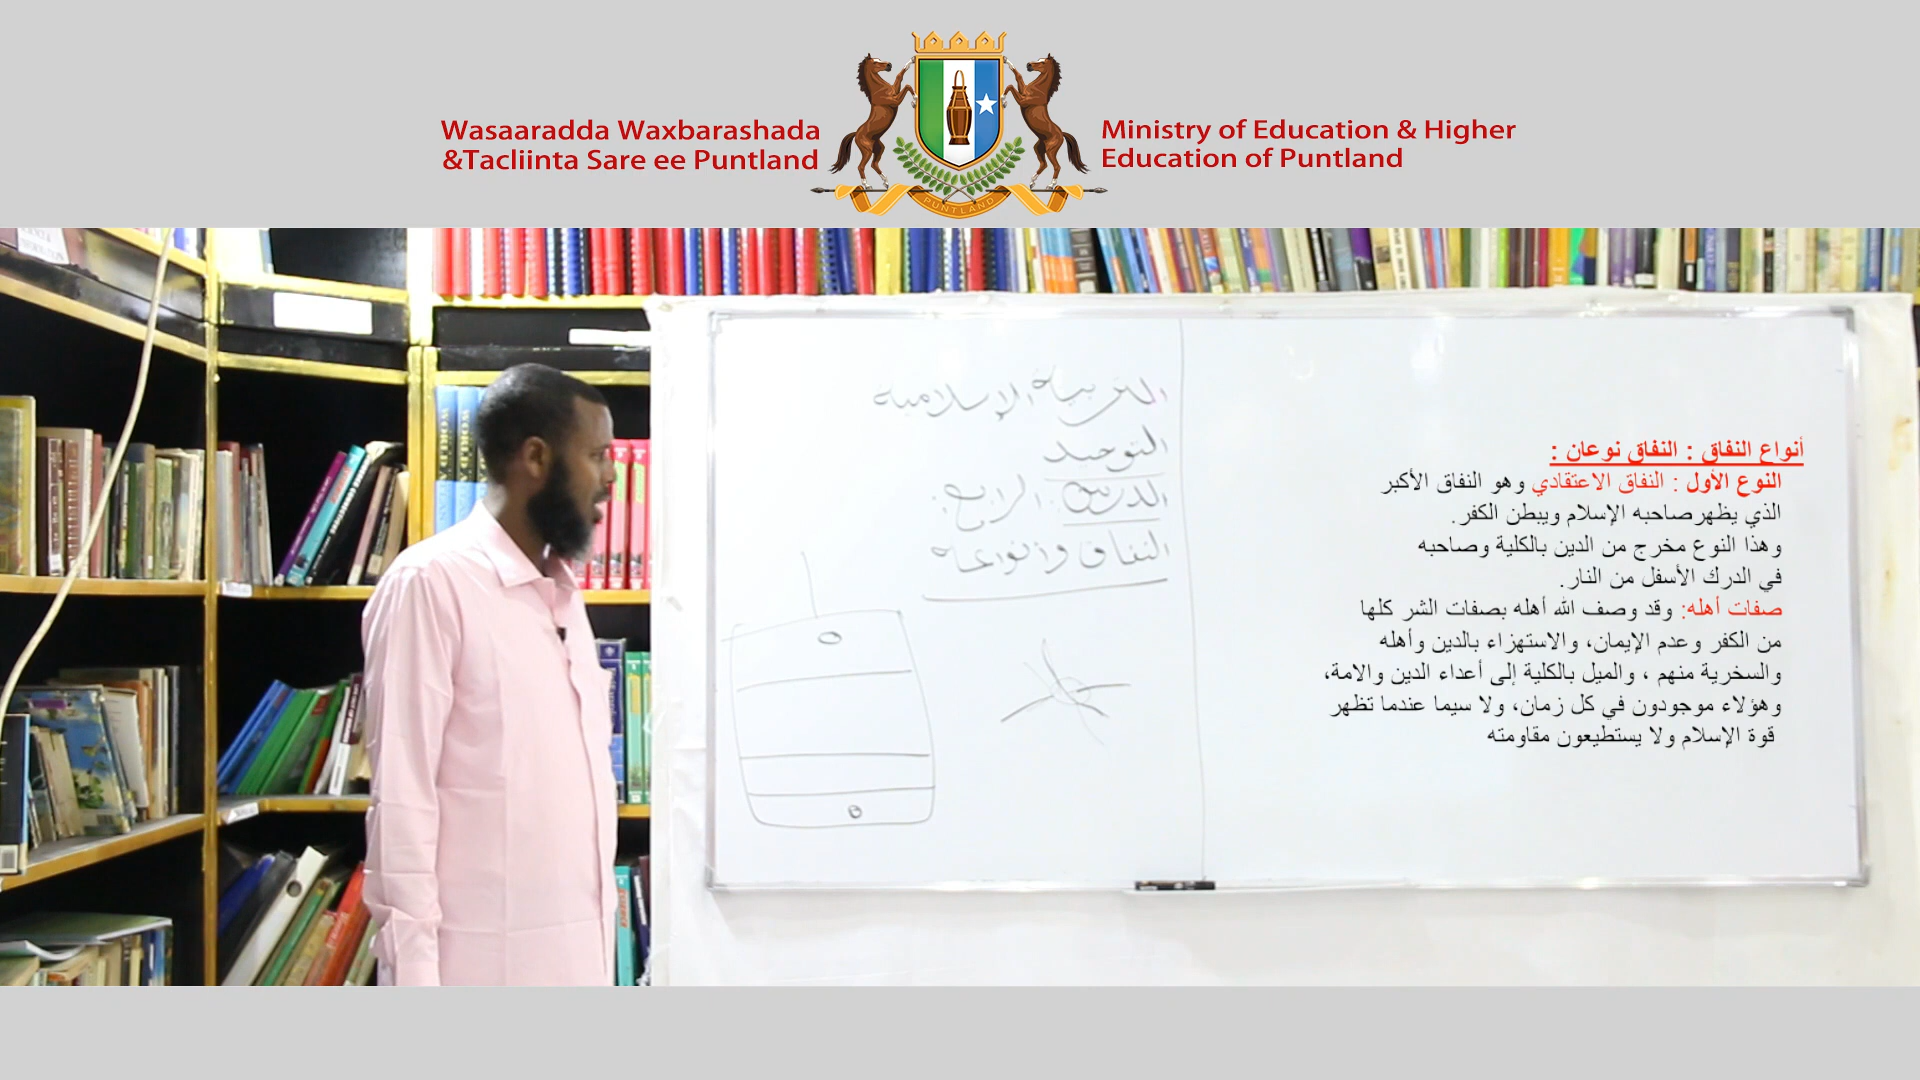 Wasaaradda Waxbarashada
&Tacliinta Sare ee Puntland
Ministry of Education & Higher
Education of Puntland
PUNTLAND
التربية الإسلامية
التوحيد
الدرس الرابع:
النفاق وأنواعه
أنواع النفاق : النفاق نوعان :
النوع الأول : النفاق الاعتقادي وهو النفاق الأكبر
الذي يظهرصاحبه الإسلام ويبطن الكفر.
وهذا النوع مخرج من الدين بالكلية وصاحبه
في الدرك الأسفل من النار.
صفات أهله: وقد وصف الله أهله بصفات الشر كلها
من الكفر وعدم الإيمان، والاستهزاء بالدين وأهله
والسخرية منهم ، والميل بالكلية إلى أعداء الدين والامة،
وهؤلاء موجودون في كل زمان، ولا سيما عندما تظهر
قوة الإسلام ولا يستطيعون مقاومته